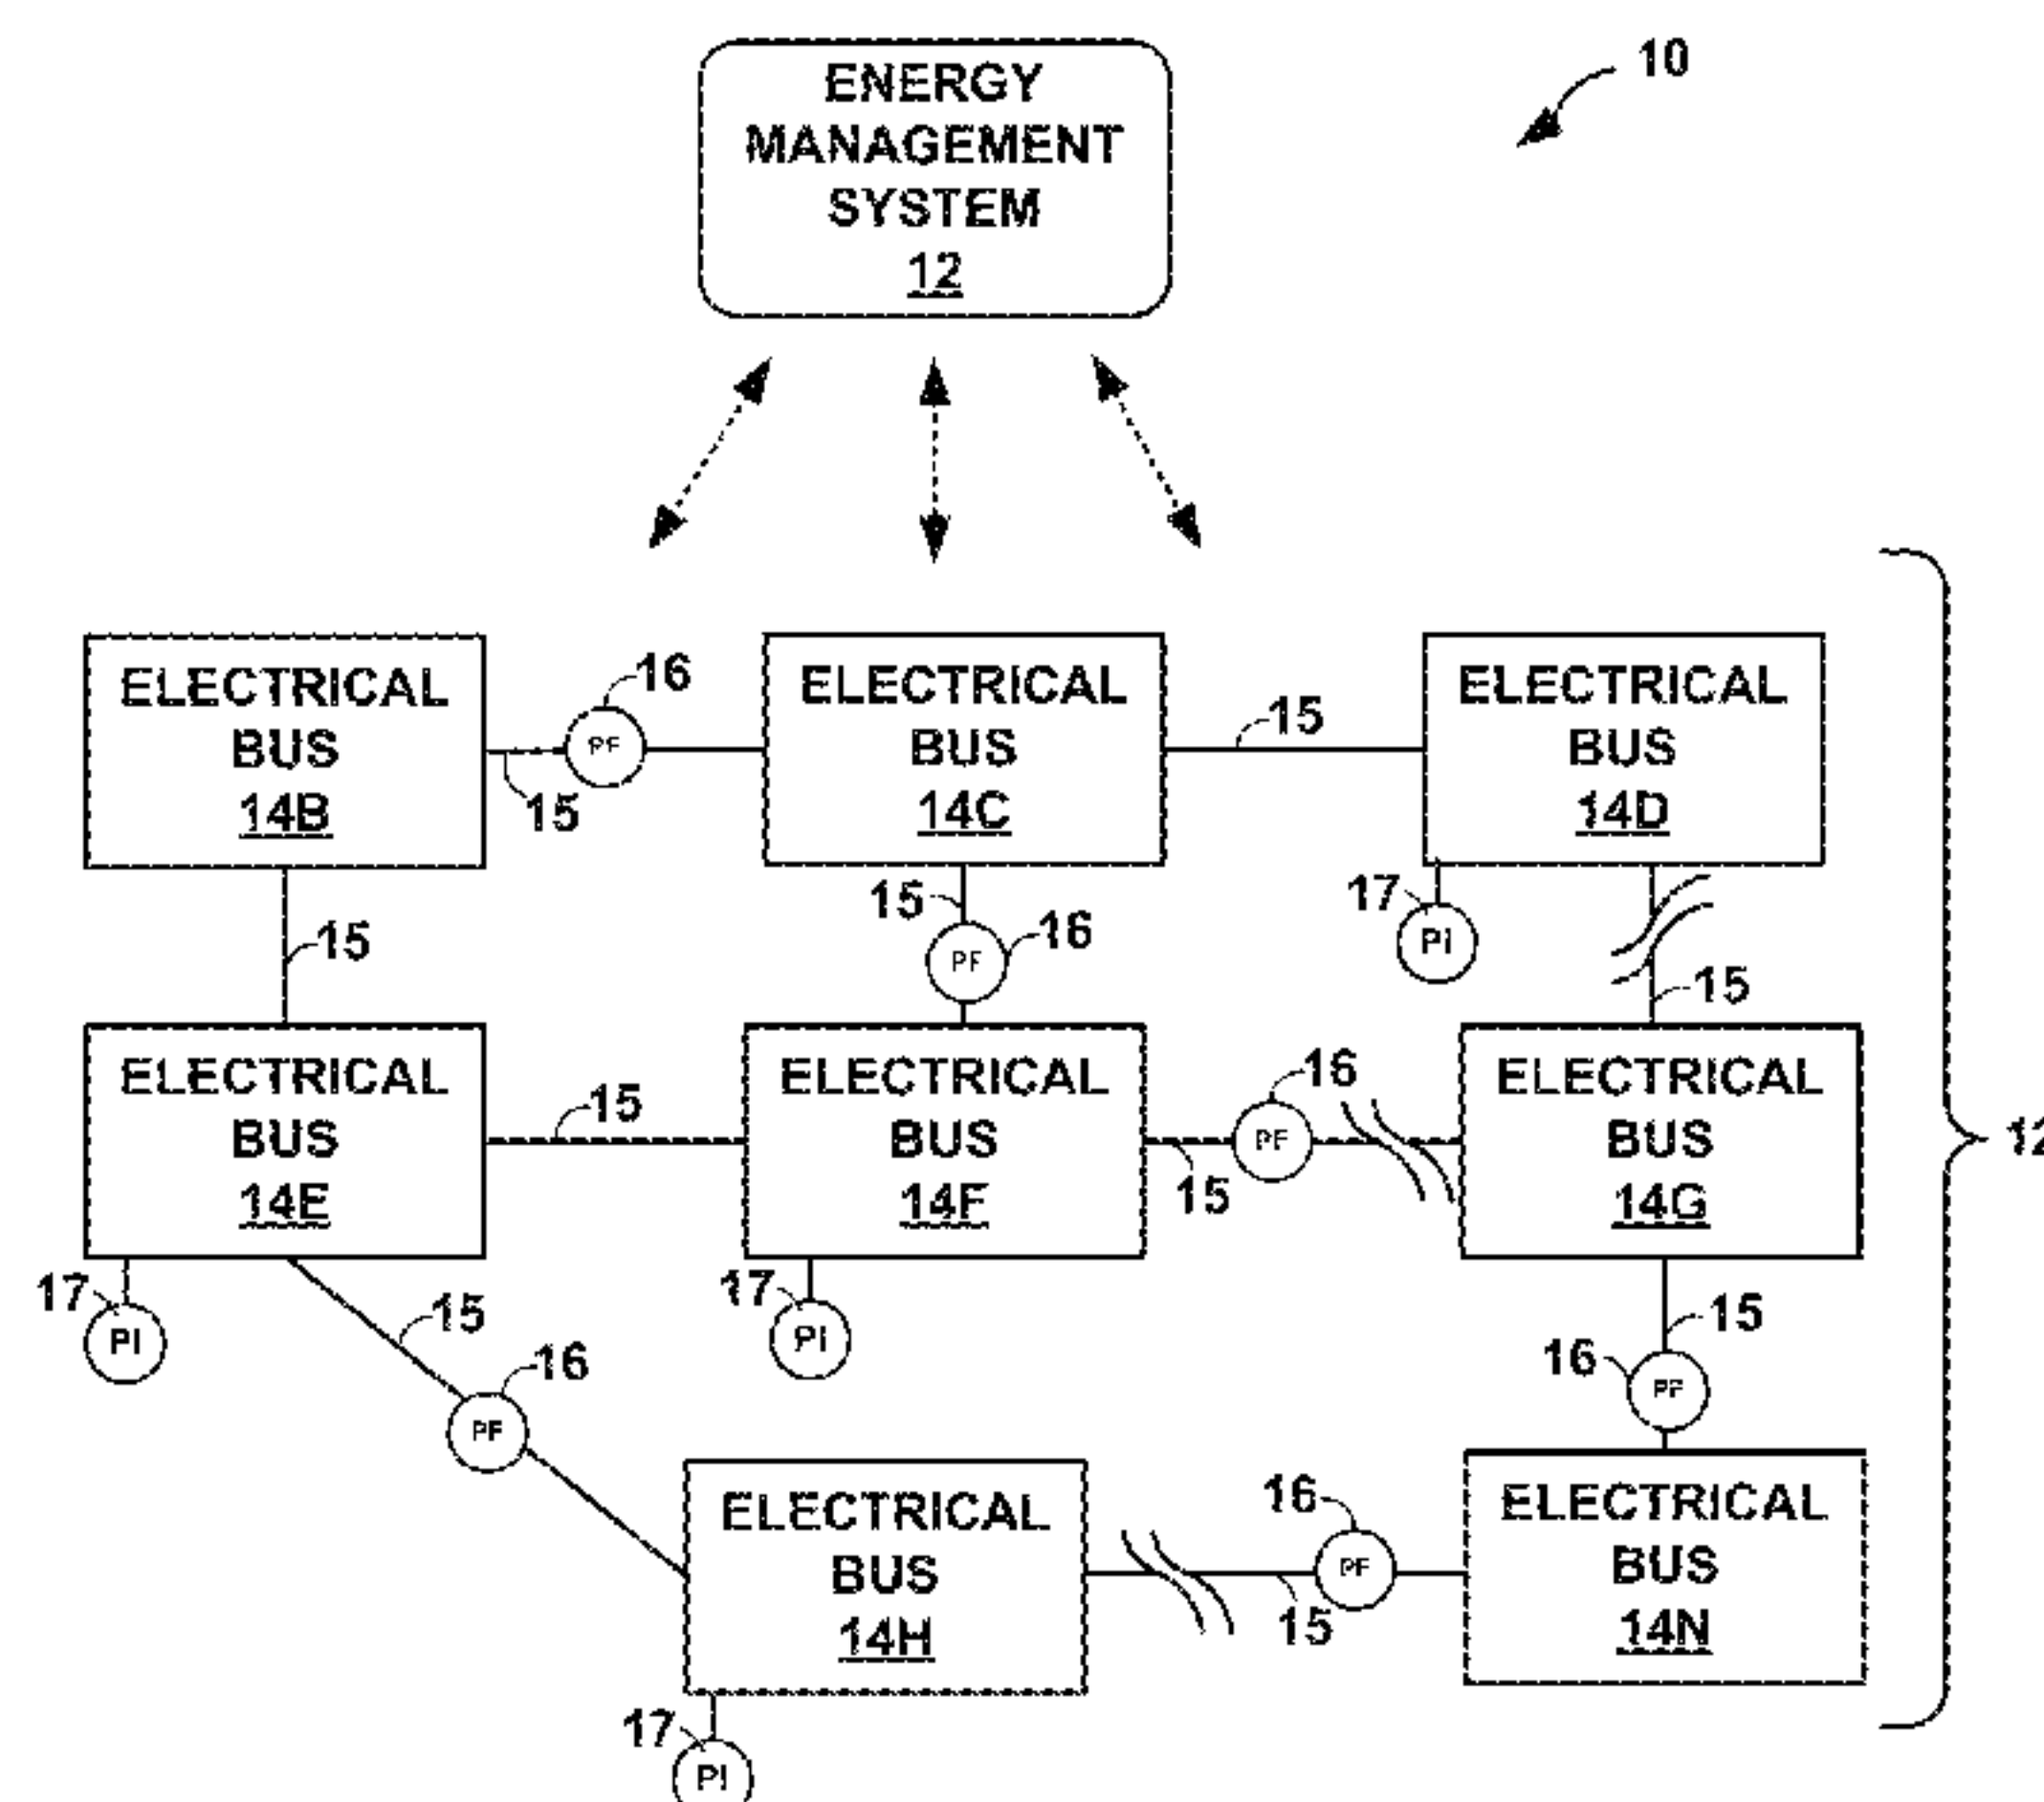 10
ENERGY
MANAGEMENT
SYSTEM
12
ELECTRICAL
BUS
14B
16
PF
15
ELECTRICAL
BUS
14C
15
ELECTRICAL
BUS
14D
15
15
PF
16
17
PI
15
ELECTRICAL
BUS
14E
15
ELECTRICAL
BUS
14F
16
PF
15
ELECTRICAL
BUS
14G
12
17
PI
15
16
PF
17
PI
15
16
PF
ELECTRICAL
BUS
14H
16
PF
15
ELECTRICAL
BUS
14N
17
PI